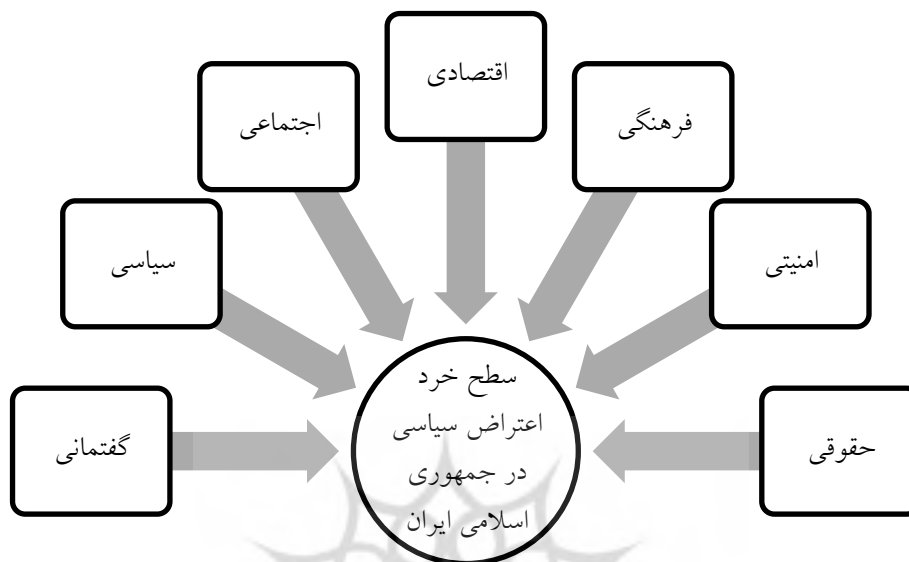 اقتصادی
اجتماعی
فرهنگی
سیاسی
امنیتی
گفتمانی
حقوقی
سطح خرد
اعتراض سیاسی
در جمهوری
اسلامی ایران